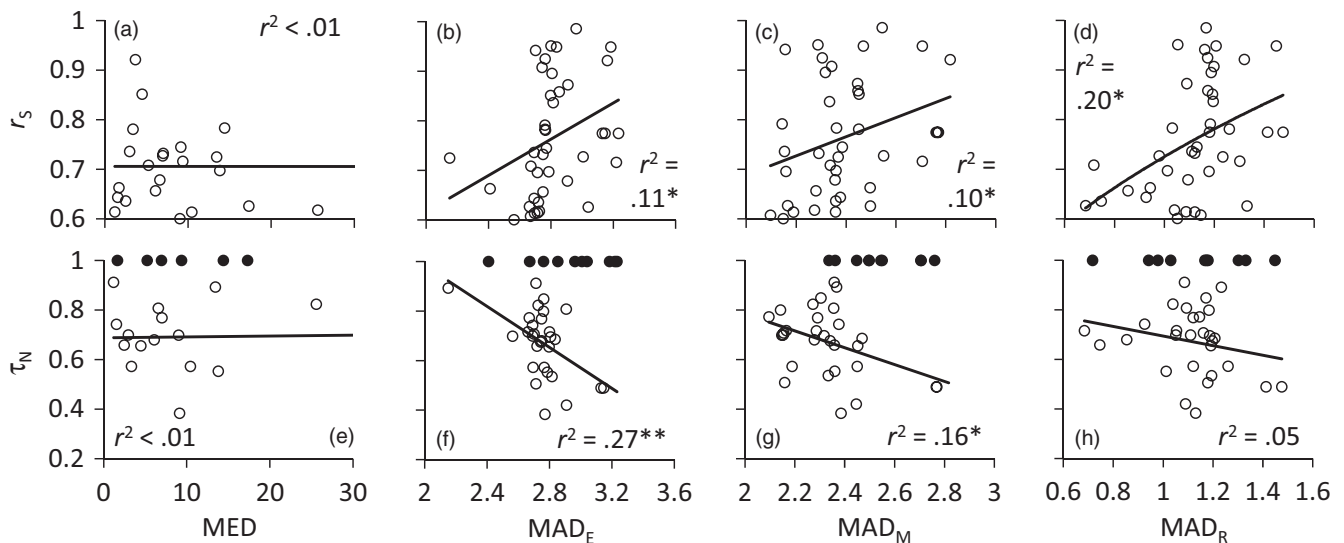 (a) r² < .01
(b) r² = .11*
(c) r² = .10*
(d) r² = .20*
r_S
1
0.9
0.8
0.7
0.6
(e) r² < .01
(f) r² = .27**
(g) r² = .16*
(h) r² = .05
τ_N
1
0.8
0.6
0.4
0.2
0 10 20 30
2 2.4 2.8 3.2 3.6
2 2.2 2.4 2.6 2.8 3
0.6 0.8 1 1.2 1.4 1.6
MED MAD_E MAD_M MAD_R